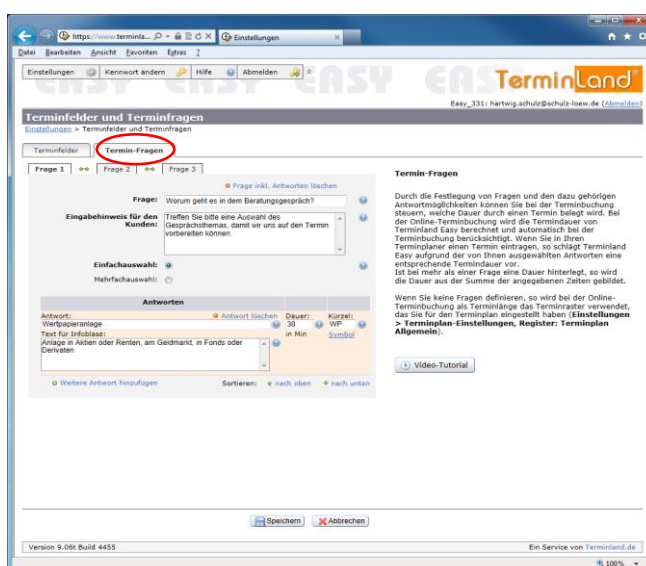 https://www.terminla...
Einstellungen
Datei Bearbeiten Ansicht Favoriten Extras ?
Einstellungen Kennwort ändern Hilfe Abmelden
EASY EASY EASY EASY
TerminLand®
Easy_331: hartwig.schulz@schulz-loew.de (Abmelden)
Terminfelder und Terminfragen
Einstellungen > Terminfelder und Terminfragen
Terminfelder Termin-Fragen
Frage 1 Frage 2 Frage 3
Frage inkl. Antworten löschen
Frage: Worum geht es in dem Beratungsgespräch?
Eingabehinweis für den Kunden:
Treffen Sie bitte eine Auswahl des
Gesprächsthemas, damit wir uns auf den Termin
vorbereiten können.
Einfachauswahl:
Mehrfachauswahl:
Antworten
Antwort: Antwort löschen Dauer: Kürzel:
Wertpapieranlage 30 WP
Text für Infoblase: in Min Symbol
Anlage in Aktien oder Renten, am Geldmarkt, in Fonds oder
Derivaten
Weitere Antwort hinzufügen Sortieren: nach oben nach unten
Termin-Fragen
Durch die Festlegung von Fragen und den dazu gehörigen
Antwortmöglichkeiten können Sie bei der Terminbuchung
steuern, welche Dauer durch einen Termin belegt wird. Bei
der Online-Terminbuchung wird die Termindauer von
Terminland Easy berechnet und automatisch bei der
Terminbuchung berücksichtigt. Wenn Sie in Ihren
Terminplaner einen Termin eintragen, so schlägt Terminland
Easy aufgrund der von Ihnen ausgewählten Antworten eine
entsprechende Termindauer vor.
Ist bei mehr als einer Frage eine Dauer hinterlegt, so wird
die Dauer aus der Summe der angegebenen Zeiten gebildet.
Wenn Sie keine Fragen definieren, so wird bei der Online-
Terminbuchung als Terminlänge das Terminraster verwendet,
das Sie für den Terminplan eingestellt haben (Einstellungen
> Terminplan-Einstellungen, Register: Terminplan
Allgemein).
Video-Tutorial
Speichern Abbrechen
Version 9.06t Build 4455
Ein Service von Terminland.de
100%